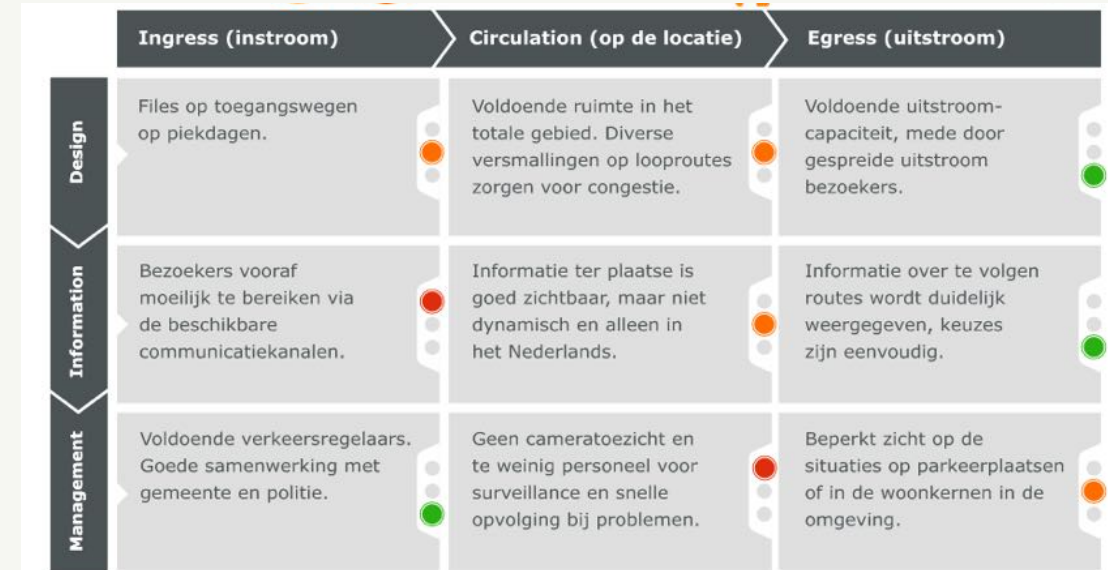 Ingress (instroom)
Circulation (op de locatie)
Egress (uitstroom)
Design
Files op toegangswegen
op piekdagen.
Voldoende ruimte in het
totale gebied. Diverse
versmallingen op looproutes
zorgen voor congestie.
Voldoende uitstroom-
capaciteit, mede door
gespreide uitstroom
bezoekers.
Information
Bezoekers vooraf
moeilijk te bereiken via
de beschikbare
communicatiekanalen.
Informatie ter plaatse is
goed zichtbaar, maar niet
dynamisch en alleen in
het Nederlands.
Informatie over te volgen
routes wordt duidelijk
weergegeven, keuzes
zijn eenvoudig.
Management
Voldoende verkeersregelaars.
Goede samenwerking met
gemeente en politie.
Geen cameratoezicht en
te weinig personeel voor
surveillance en snelle
opvolging bij problemen.
Beperkt zicht op de
situaties op parkeerplaatsen
of in de woonkernen in de
omgeving.